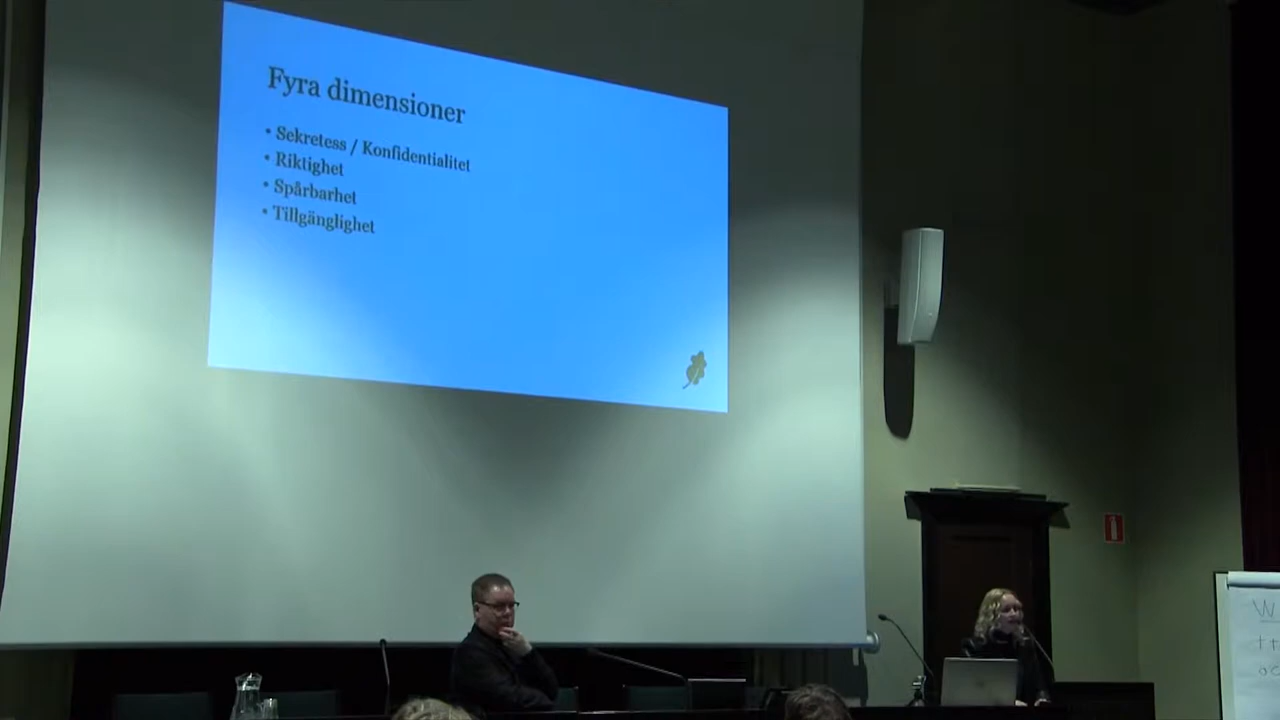 Fyra dimensioner
• Sekretess / Konfidentialitet
• Riktighet
• Spårbarhet
• Tillgänglighet